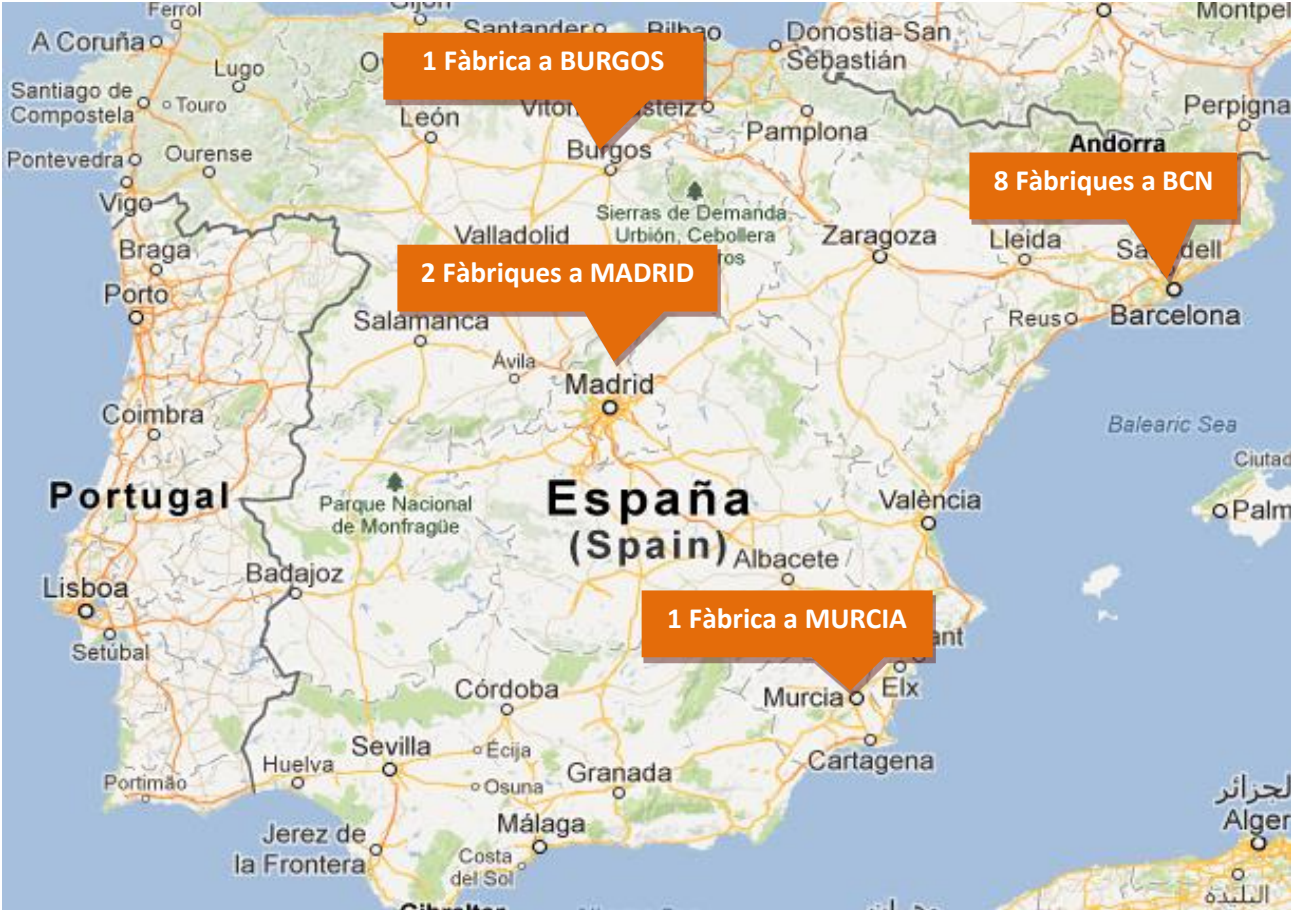 Ferrol
Santander
Bilbao
Montpel
A Coruña
Donostia-San
Sebastián
1 Fàbrica a BURGOS
Lugo
Santiago de
Compostela
Touro
León
Pamplona
Perpigna
Pontevedra
Ourense
Burgos
Andorra
8 Fàbriques a BCN
Vigo
Sierras de Demanda,
Urbión, Cebollera
Braga
Valladolid
Zaragoza
Lleida
2 Fàbriques a MADRID
Porto
Salamanca
Reus
Barcelona
Ávila
Madrid
Coimbra
Balearic Sea
Ciutad
Portugal
Parque Nacional
de Monfragüe
España
(Spain)
València
Palm
Albacete
Badajoz
Lisboa
1 Fàbrica a MURCIA
Setúbal
Córdoba
Murcia
Elx
Sevilla
Écija
Cartagena
Huelva
Granada
Portimão
Osuna
الجزائر
Alger
Málaga
Jerez de
la Frontera
Costa
del Sol
البليدة